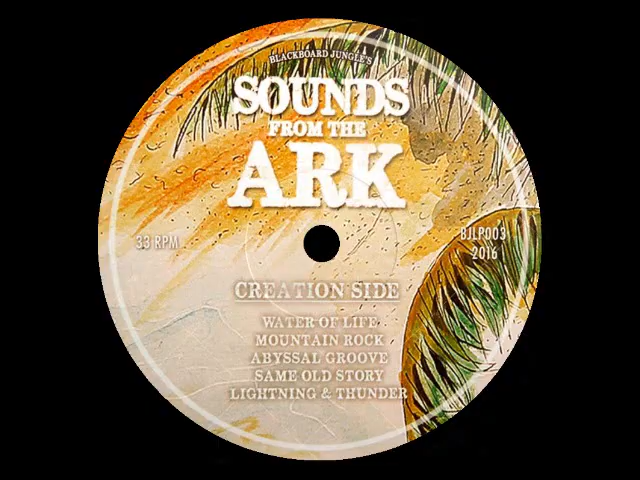 BLACKBOARD JUNGLE'S
SOUNDS
FROM THE
ARK
33 RPM
BJLP003
2016
CREATION SIDE
WATER OF LIFE
MOUNTAIN ROCK
ABYSSAL GROOVE
SAME OLD STORY
LIGHTNING & THUNDER